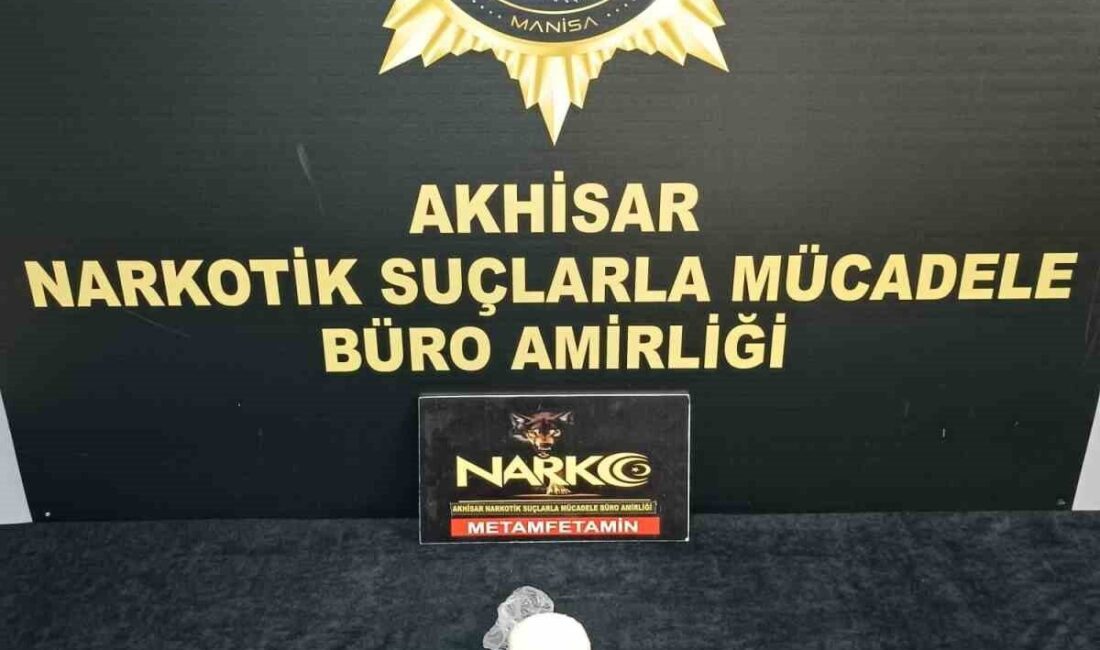 MANİSA
AKHİSAR
NARKOTİK SUÇLARLA MÜCADELE
BÜRO AMİRLİĞİ
NARKO
AKHİSAR NARKOTİK SUÇLARLA MÜCADELE BÜRO AMİRLİĞİ
METAMFETAMİN